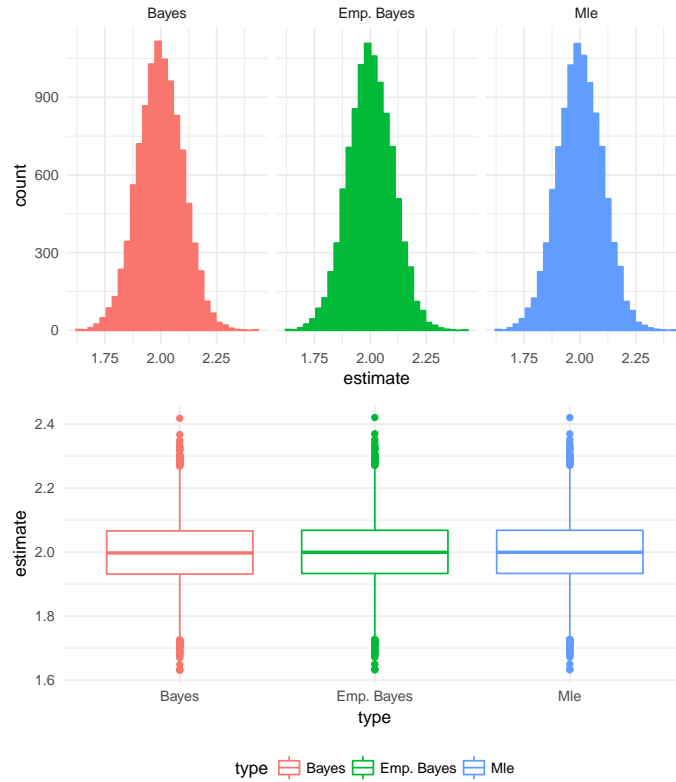 Bayes Emp. Bayes Mle
900
600
300
0
count
1.75 2.00 2.25 1.75 2.00 2.25 1.75 2.00 2.25
estimate
2.4
2.2
2.0
1.8
1.6
estimate
Bayes Emp. Bayes Mle
type
type Bayes Emp. Bayes Mle